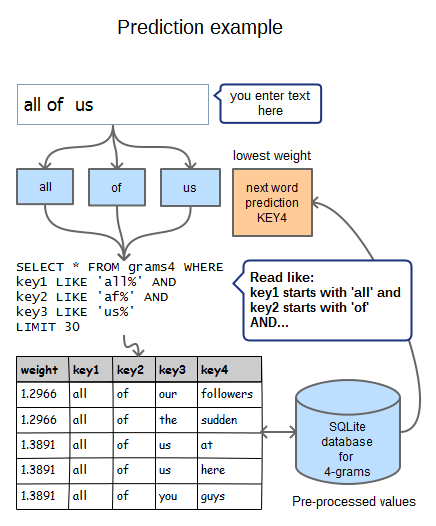 Prediction example
all of us
you enter text
here
all
of
us
lowest weight
next word
prediction
KEY4
SELECT * FROM grams4 WHERE
key1 LIKE 'all%' AND
key2 LIKE 'af%' AND
key3 LIKE 'us%'
LIMIT 30
Read like:
key1 starts with 'all' and
key2 starts with 'of'
AND...
weight key1 key2 key3 key4
1.2966 all of our followers
1.2966 all of the sudden
1.3891 all of us at
1.3891 all of us here
1.3891 all of you guys
SQLite
database
for
4-grams
Pre-processed values